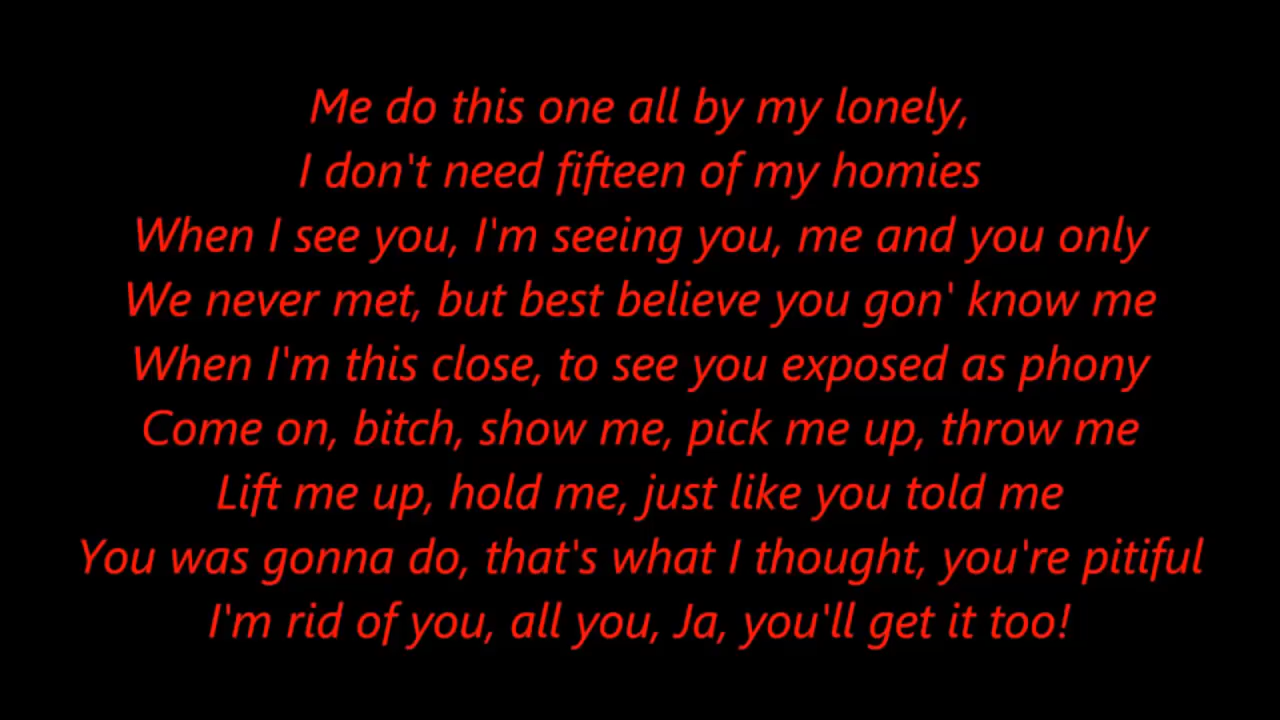 Me do this one all by my lonely,
I don't need fifteen of my homies
When I see you, I'm seeing you, me and you only
We never met, but best believe you gon' know me
When I'm this close, to see you exposed as phony
Come on, bitch, show me, pick me up, throw me
Lift me up, hold me, just like you told me
You was gonna do, that's what I thought, you're pitiful
I'm rid of you, all you, Ja, you'll get it too!